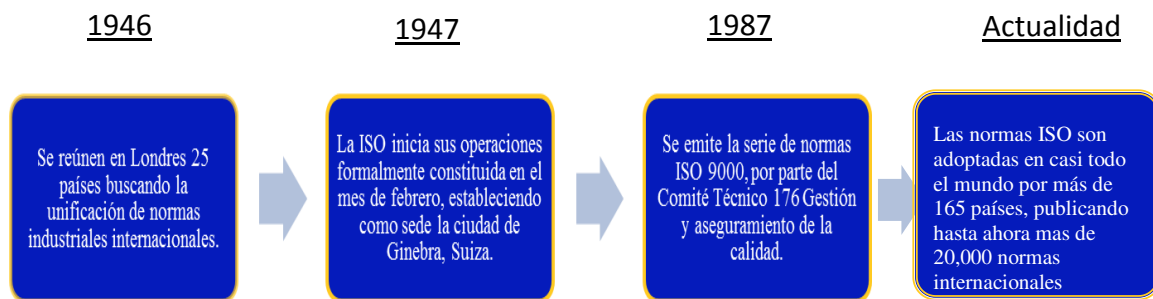 1946
Se reúnen en Londres 25
países buscando la
unificación de normas
industriales internacionales.
1947
La ISO inicia sus operaciones
formalmente constituida en el
mes de febrero, estableciendo
como sede la ciudad de
Ginebra, Suiza.
1987
Se emite la serie de normas
ISO 9000, por parte del
Comité Técnico 176 Gestión
y aseguramiento de la
calidad.
Actualidad
Las normas ISO son
adoptadas en casi todo
el mundo por más de
165 países, publicando
hasta ahora mas de
20,000 normas
internacionales